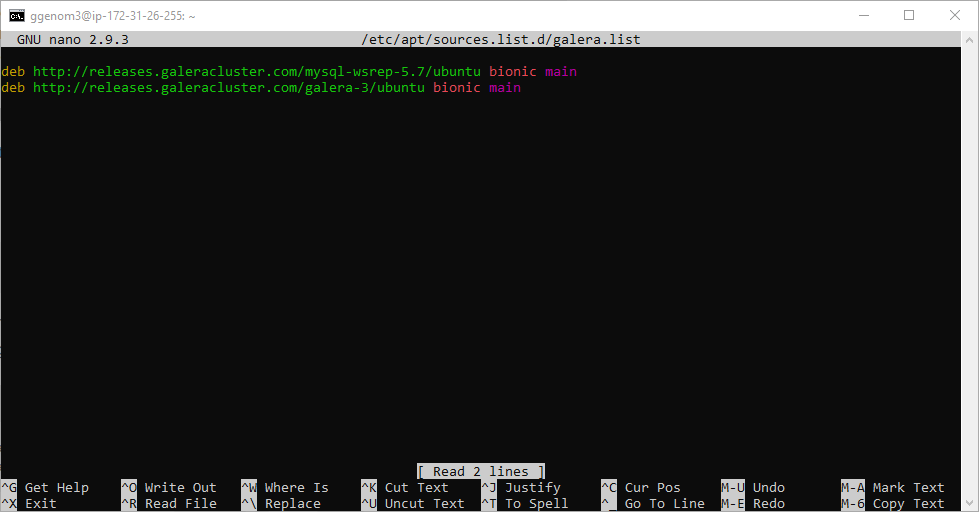 ggenom3@ip-172-31-26-255: ~
GNU nano 2.9.3 /etc/apt/sources.list.d/galera.list
deb http://releases.galeracluster.com/mysql-wsrep-5.7/ubuntu bionic main
deb http://releases.galeracluster.com/galera-3/ubuntu bionic main
[ Read 2 lines ]
^G Get Help ^O Write Out ^W Where Is ^K Cut Text ^J Justify ^C Cur Pos M-U Undo M-A Mark Text
^X Exit ^R Read File ^\ Replace ^U Uncut Text ^T To Spell ^_ Go To Line M-E Redo M-6 Copy Text